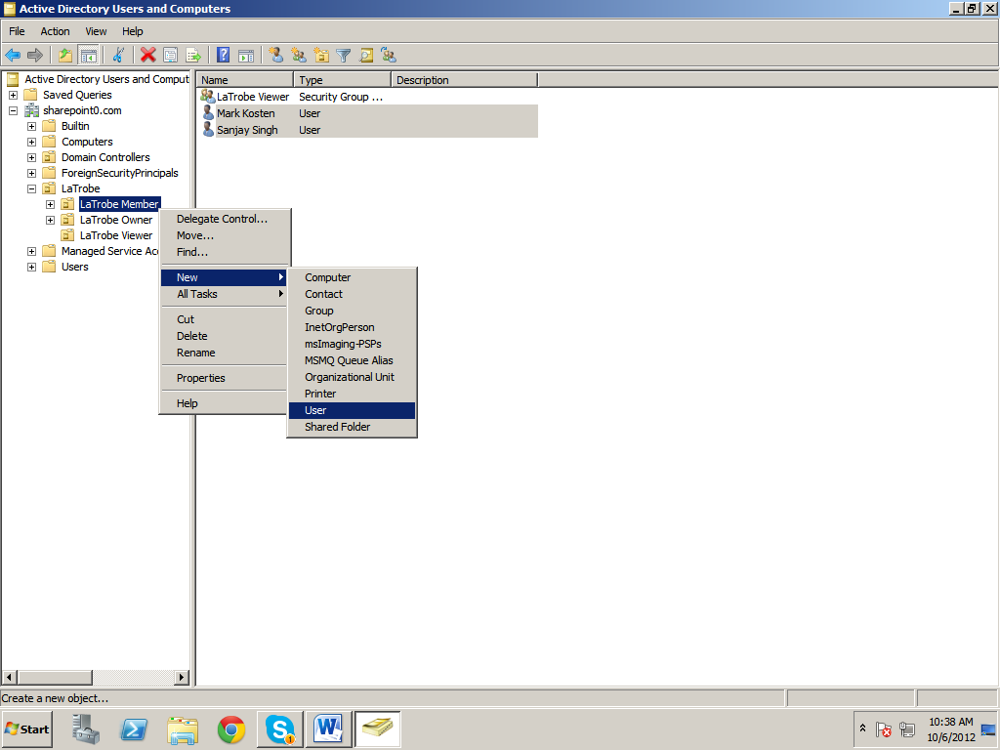 Active Directory Users and Computers
File Action View Help
Active Directory Users and Comput
Saved Queries
sharepoint0.com
Builtin
Computers
Domain Controllers
ForeignSecurityPrincipals
LaTrobe
LaTrobe Member
LaTrobe Owner
LaTrobe Viewer
Managed Service Acc
Users
Name Type Description
LaTrobe Viewer Security Group ...
Mark Kosten User
Sanjay Singh User
Delegate Control...
Move...
Find...
New
All Tasks
Cut
Delete
Rename
Properties
Help
Computer
Contact
Group
InetOrgPerson
msImaging-PSPs
MSMQ Queue Alias
Organizational Unit
Printer
User
Shared Folder
Create a new object...
Start
1
10:38 AM
10/6/2012